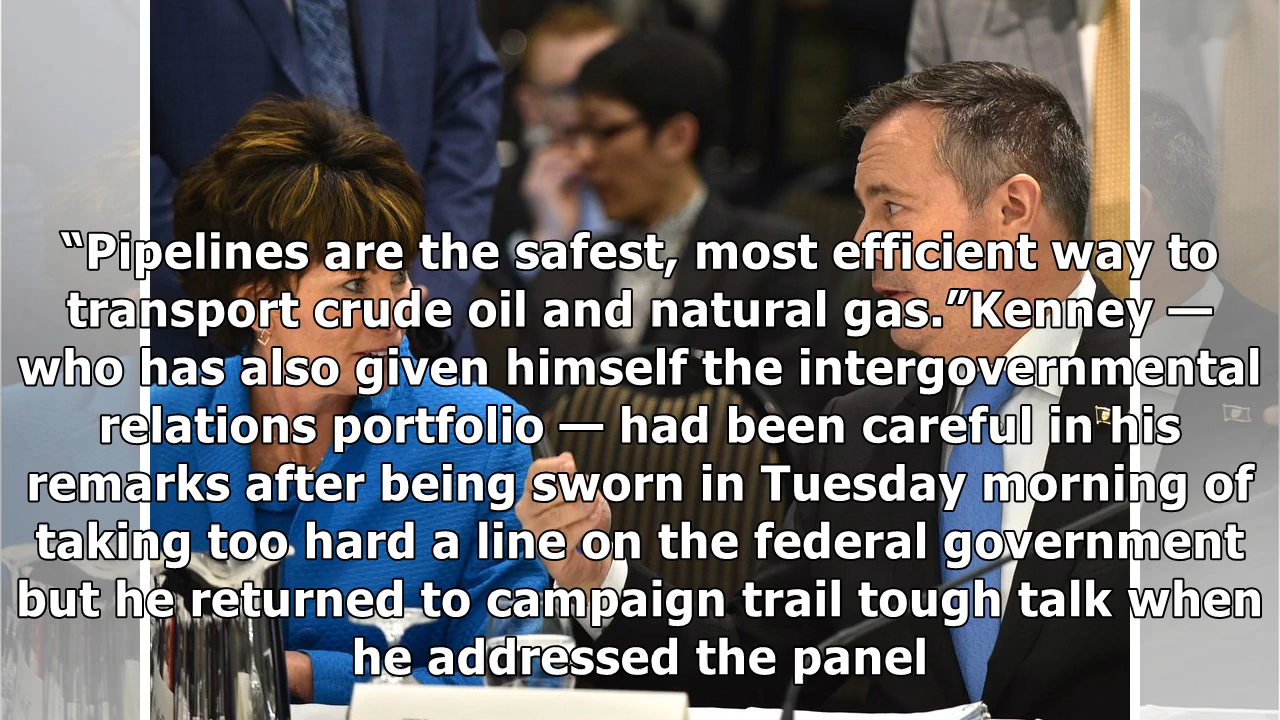 “Pipelines are the safest, most efficient way to
transport crude oil and natural gas.”Kenney —
who has also given himself the intergovernmental
relations portfolio — had been careful in his
remarks after being sworn in Tuesday morning of
taking too hard a line on the federal government
but he returned to campaign trail tough talk when
he addressed the panel